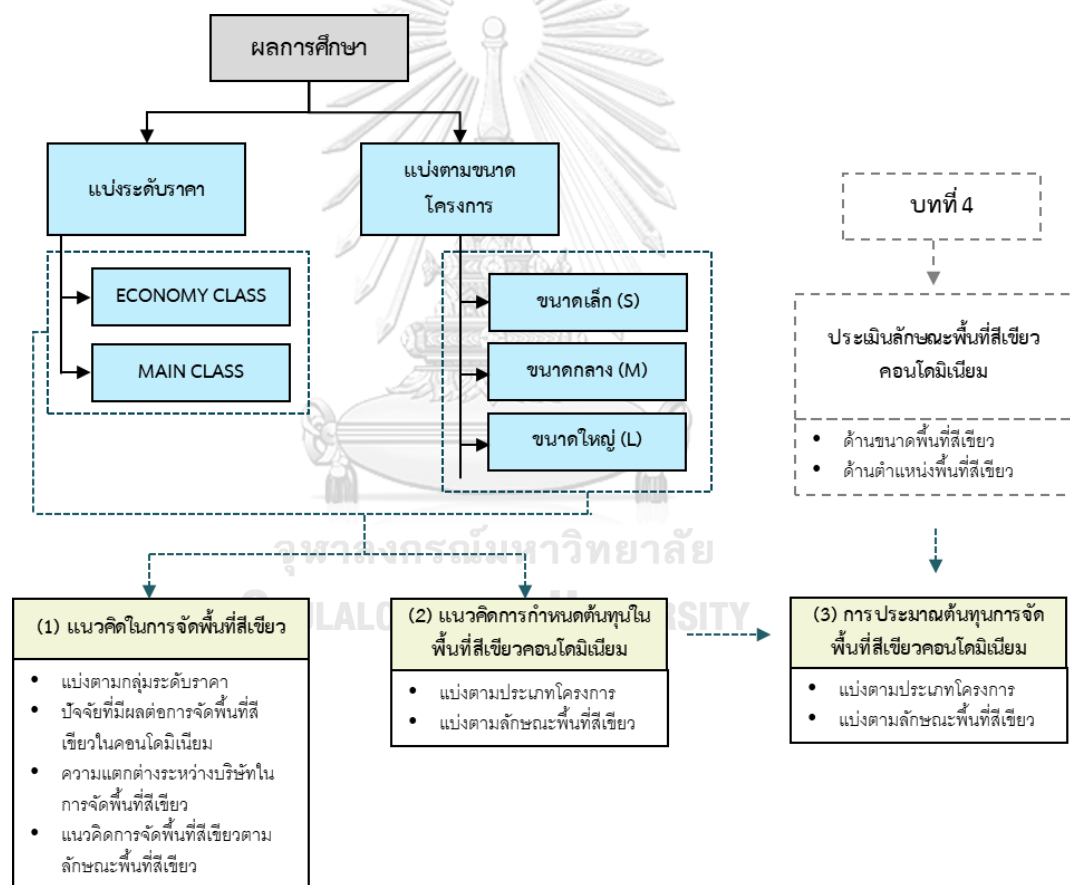 ผลการศึกษา
แบ่งระดับราคา
แบ่งตามขนาด
โครงการ
บทที่ 4
ECONOMY CLASS
MAIN CLASS
ขนาดเล็ก (S)
ขนาดกลาง (M)
ขนาดใหญ่ (L)
ประเมินลักษณะพื้นที่สีเขียว
คอนโดมิเนียม
• ด้านขนาดพื้นที่สีเขียว
• ด้านตำแหน่งพื้นที่สีเขียว
จุฬาลงกรณ์มหาวิทยาลัย
(1) แนวคิดในการจัดพื้นที่สีเขียว
• แบ่งตามกลุ่มระดับราคา
• ปัจจัยที่มีผลต่อการจัดพื้นที่สี
เขียวในคอนโดมิเนียม
• ความแตกต่างระหว่างบริษัทใน
การจัดพื้นที่สีเขียว
• แนวคิดการจัดพื้นที่สีเขียวตาม
ลักษณะพื้นที่สีเขียว
(2) แนวคิดการกำหนดต้นทุนใน
พื้นที่สีเขียวคอนโดมิเนียม
• แบ่งตามประเภทโครงการ
• แบ่งตามลักษณะพื้นที่สีเขียว
(3) การประมาณต้นทุนการจัด
พื้นที่สีเขียวคอนโดมิเนียม
• แบ่งตามประเภทโครงการ
• แบ่งตามลักษณะพื้นที่สีเขียว